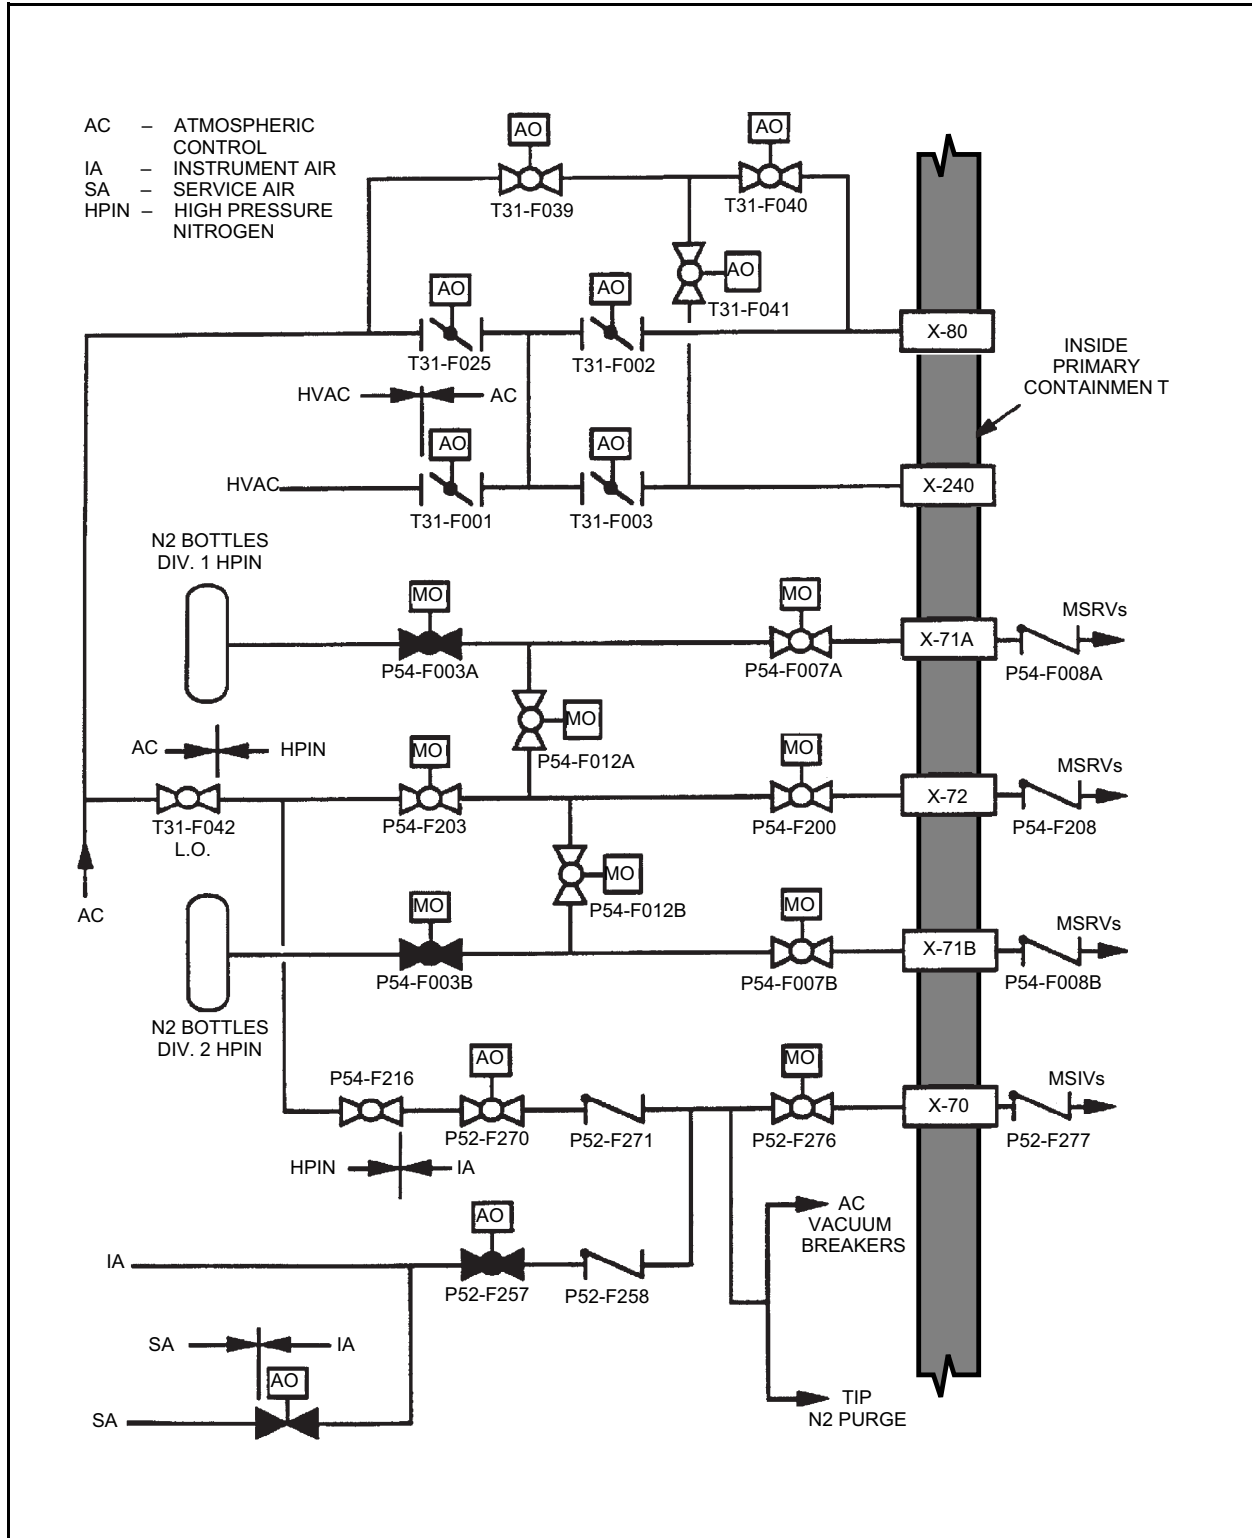 AC – ATMOSPHERIC
CONTROL
IA – INSTRUMENT AIR
SA – SERVICE AIR
HPIN – HIGH PRESSURE
NITROGEN
AO
AO
T31-F039
T31-F040
AO
T31-F041
AO
AO
T31-F025
T31-F002
X-80
INSIDE
PRIMARY
CONTAINMEN T
HVAC
AC
AO
AO
HVAC
T31-F001
T31-F003
X-240
N2 BOTTLES
DIV. 1 HPIN
MO
MO
MSRVs
P54-F003A
P54-F007A
X-71A
P54-F008A
MO
P54-F012A
AC
HPIN
MO
MO
MSRVs
T31-F042
L.O.
P54-F203
P54-F200
X-72
P54-F208
MO
P54-F012B
AC
MO
MO
MSRVs
P54-F003B
P54-F007B
X-71B
P54-F008B
N2 BOTTLES
DIV. 2 HPIN
P54-F216
AO
MO
MSIVs
P52-F270
P52-F271
P52-F276
X-70
P52-F277
HPIN
IA
AC
VACUUM
BREAKERS
AO
IA
P52-F257
P52-F258
SA
IA
AO
SA
TIP
N2 PURGE